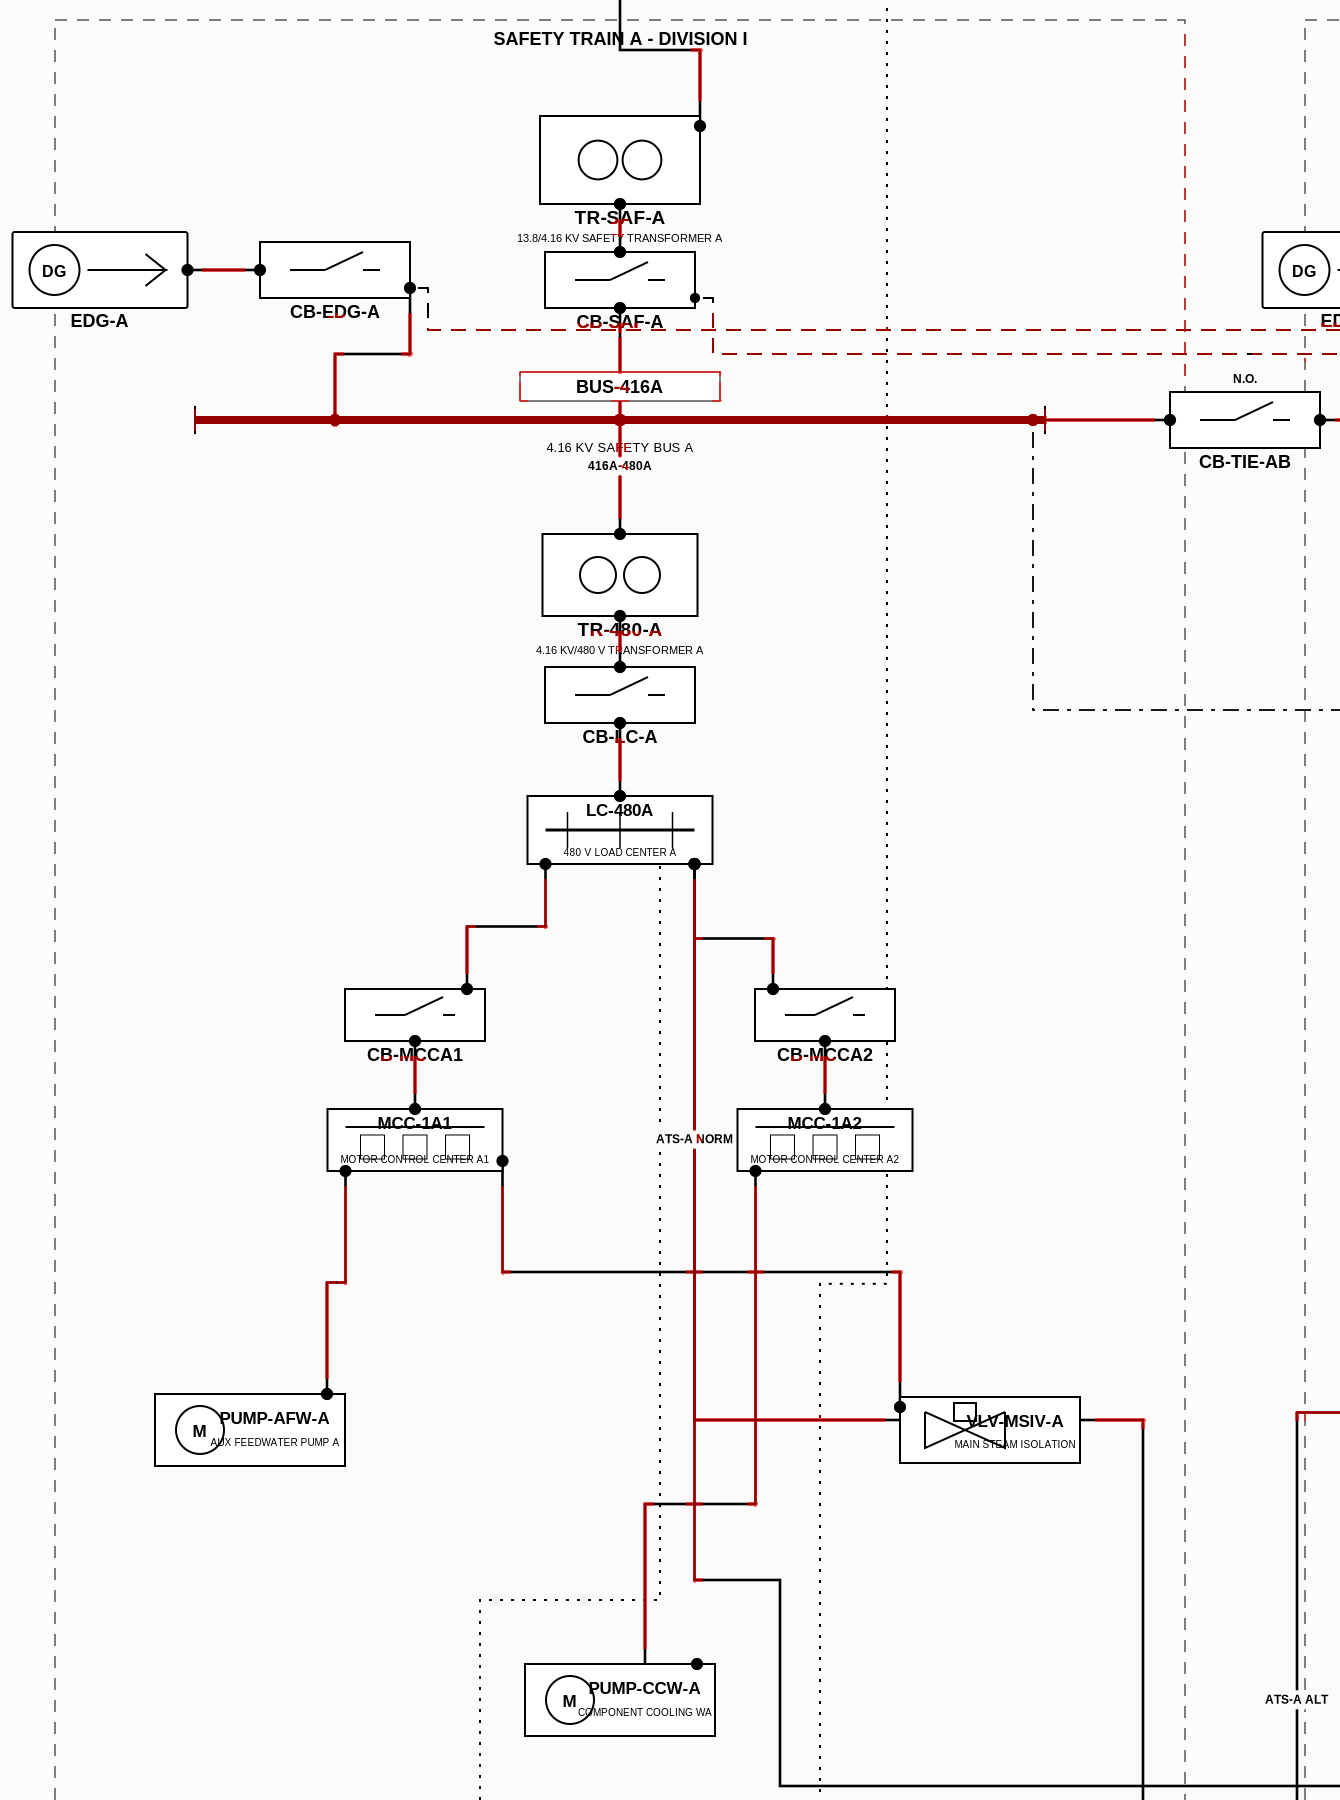 SAFETY TRAIN A - DIVISION I
TR-SAF-A
13.8/4.16 KV SAFETY TRANSFORMER A
DG
EDG-A
CB-EDG-A
CB-SAF-A
DG
BUS-416A
N.O.
4.16 KV SAFETY BUS A
416A-480A
CB-TIE-AB
TR-480-A
4.16 KV/480 V TRANSFORMER A
CB-LC-A
LC-480A
480 V LOAD CENTER A
CB-MCCA1
CB-MCCA2
MCC-1A1
MOTOR CONTROL CENTER A1
ATS-A NORM
MCC-1A2
MOTOR CONTROL CENTER A2
M
PUMP-AFW-A
AUX FEEDWATER PUMP A
VLV-MSIV-A
MAIN STEAM ISOLATION
M
PUMP-CCW-A
COMPONENT COOLING WA
ATS-A ALT